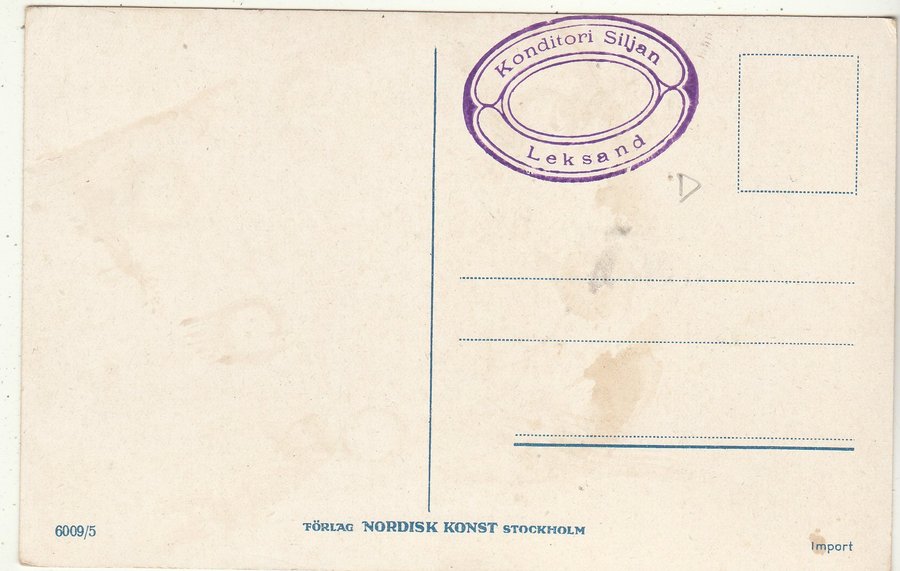 Konditori Siljan
Leksand
6009/5
FÖRLAG NORDISK KONST STOCKHOLM
Import